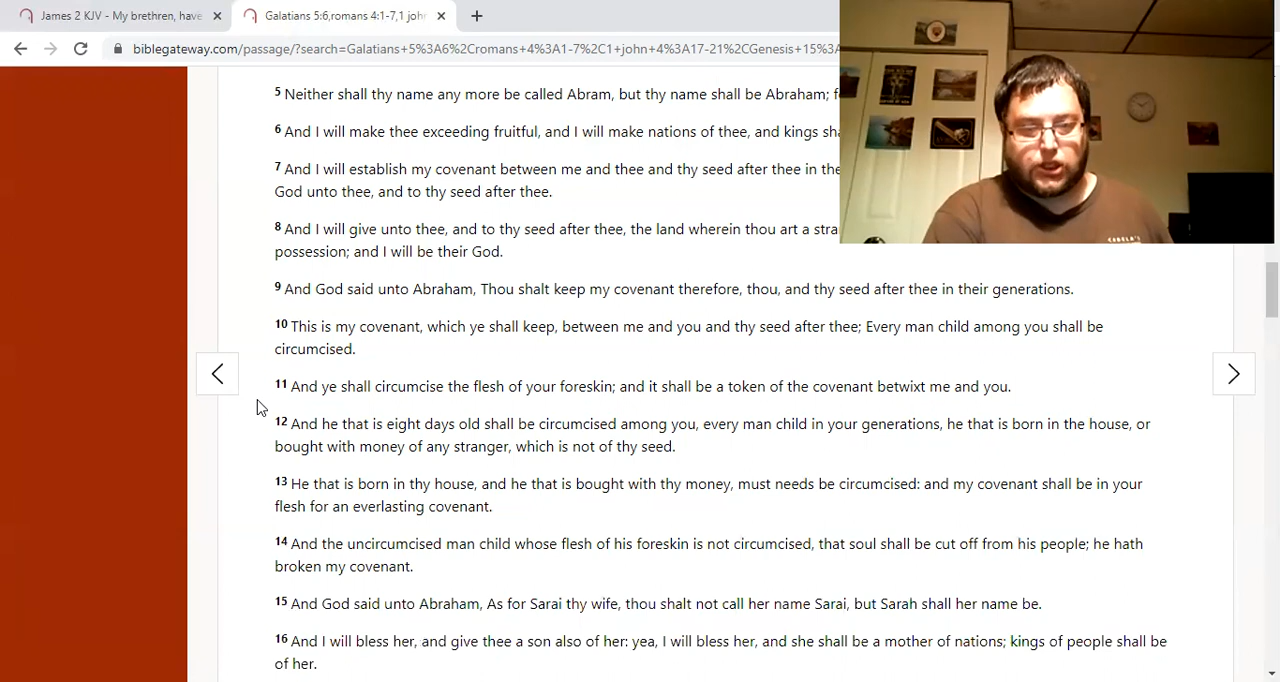 James 2 KJV - My brethren, have
Galatians 5:6,romans 4:1-7,1 joh
biblegateway.com/passage/?search=Galatians+5%3A6%2Cromans+4%3A1-7%2C1+john+4%3A17-21%2CGenesis+15%3A
5 Neither shall thy name any more be called Abram, but thy name shall be Abraham;
6 And I will make thee exceeding fruitful, and I will make nations of thee, and kings
7 And I will establish my covenant between me and thee and thy seed after thee in the
God unto thee, and to thy seed after thee.
8 And I will give unto thee, and to thy seed after thee, the land wherein thou art a
possession; and I will be their God.
9 And God said unto Abraham, Thou shalt keep my covenant therefore, thou, and thy seed after thee in their generations.
10 This is my covenant, which ye shall keep, between me and you and thy seed after thee; Every man child among you shall be
circumcised.
11 And ye shall circumcise the flesh of your foreskin; and it shall be a token of the covenant betwixt me and you.
12 And he that is eight days old shall be circumcised among you, every man child in your generations, he that is born in the house, or
bought with money of any stranger, which is not of thy seed.
13 He that is born in thy house, and he that is bought with thy money, must needs be circumcised: and my covenant shall be in your
flesh for an everlasting covenant.
14 And the uncircumcised man child whose flesh of his foreskin is not circumcised, that soul shall be cut off from his people; he hath
broken my covenant.
15 And God said unto Abraham, As for Sarai thy wife, thou shalt not call her name Sarai, but Sarah shall her name be.
16 And I will bless her, and give thee a son also of her: yea, I will bless her, and she shall be a mother of nations; kings of people shall be
of her.